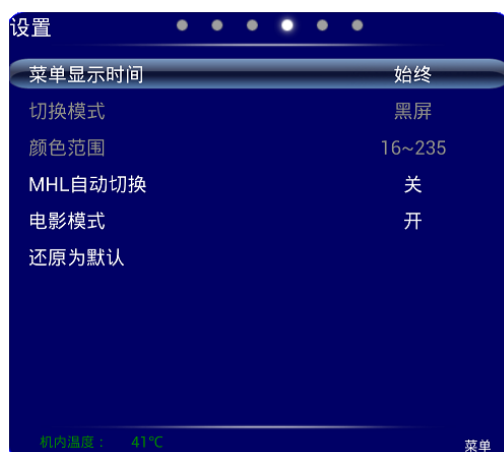 设置
菜单显示时间 始终
切换模式 黑屏
颜色范围 16~235
MHL自动切换 关
电影模式 开
还原为默认
机内温度： 41°C 菜单